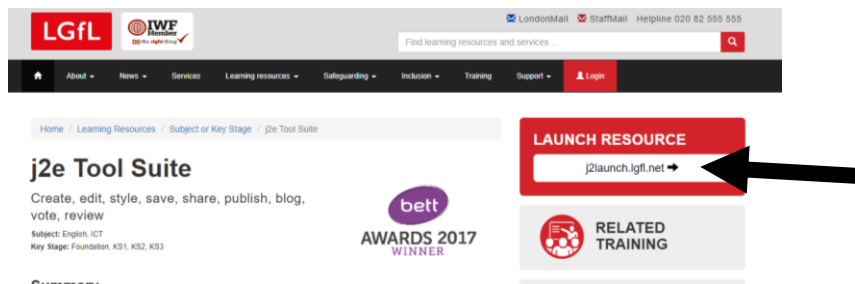 LGfL
IWF
Member
DO the right thing
LondonMail StaffMail Helpline 020 82 555 555
Find learning resources and services ...
About News Services Learning resources Safeguarding Inclusion Training Support Login
Home / Learning Resources / Subject or Key Stage / j2e Tool Suite
j2e Tool Suite
Create, edit, style, save, share, publish, blog,
vote, review
Subject: English, ICT
Key Stage: Foundation, KS1, KS2, KS3
bett
AWARDS 2017
WINNER
LAUNCH RESOURCE
j2launch.lgfl.net
RELATED
TRAINING
Summary